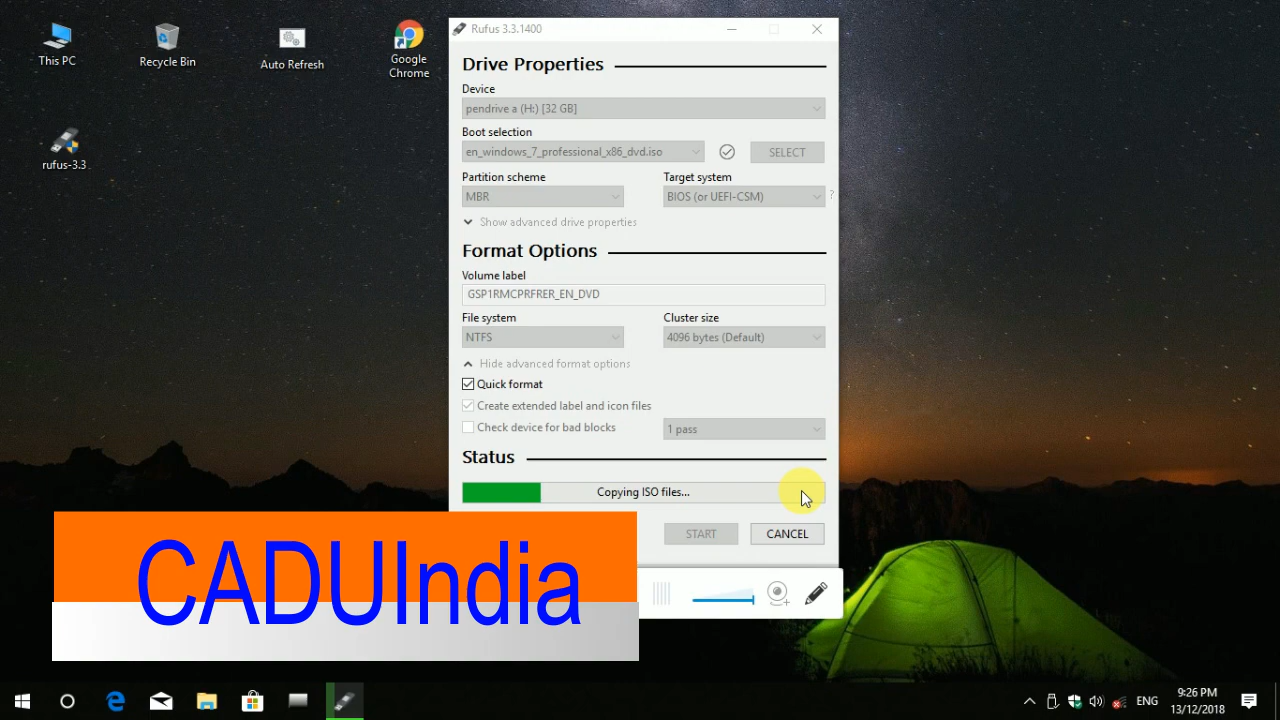 This PC
Recycle Bin
Auto Refresh
Google
Chrome
rufus-3.3
Rufus 3.3.1400
Drive Properties
Device
pendrive a (H:) [32 GB]
Boot selection
en_windows_7_professional_x86_dvd.iso
SELECT
Partition scheme
Target system
MBR
BIOS (or UEFI-CSM)
?
Show advanced drive properties
Format Options
Volume label
GSP1RMCPRFRER_EN_DVD
File system
Cluster size
NTFS
4096 bytes (Default)
Hide advanced format options
Quick format
Create extended label and icon files
Check device for bad blocks
1 pass
Status
Copying ISO files...
START
CANCEL
CADUIndia
ENG
9:26 PM
13/12/2018